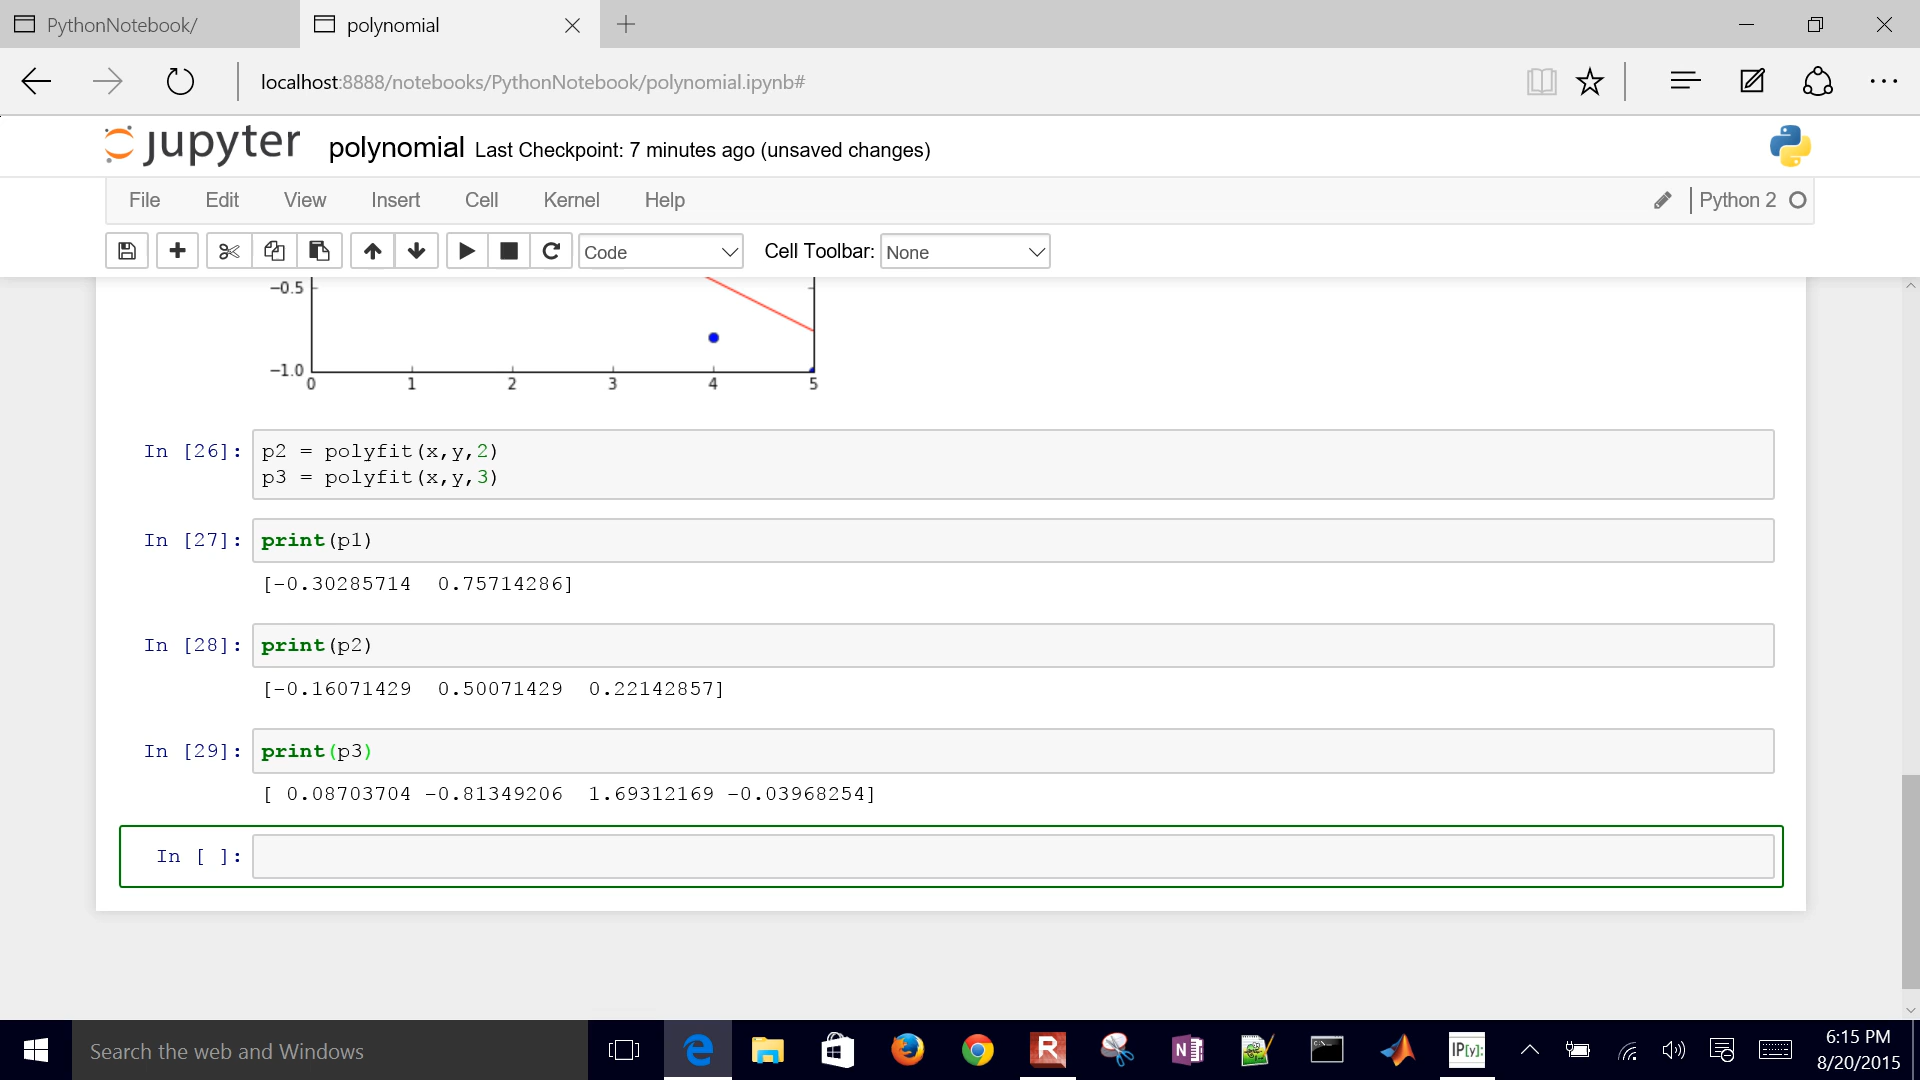 PythonNotebook/
polynomial
localhost:8888/notebooks/PythonNotebook/polynomial.ipynb#
jupyter polynomial Last Checkpoint: 7 minutes ago (unsaved changes)
File Edit View Insert Cell Kernel Help Python 2
Code Cell Toolbar: None
−0.5
−1.0
0 1 2 3 4 5
In [26]: p2 = polyfit(x,y,2)
p3 = polyfit(x,y,3)
In [27]: print(p1)
[-0.30285714  0.75714286]
In [28]: print(p2)
[-0.16071429  0.50071429  0.22142857]
In [29]: print(p3)
[ 0.08703704 -0.81349206  1.69312169 -0.03968254]
In [ ]:
Search the web and Windows
IP[y]:
6:15 PM
8/20/2015